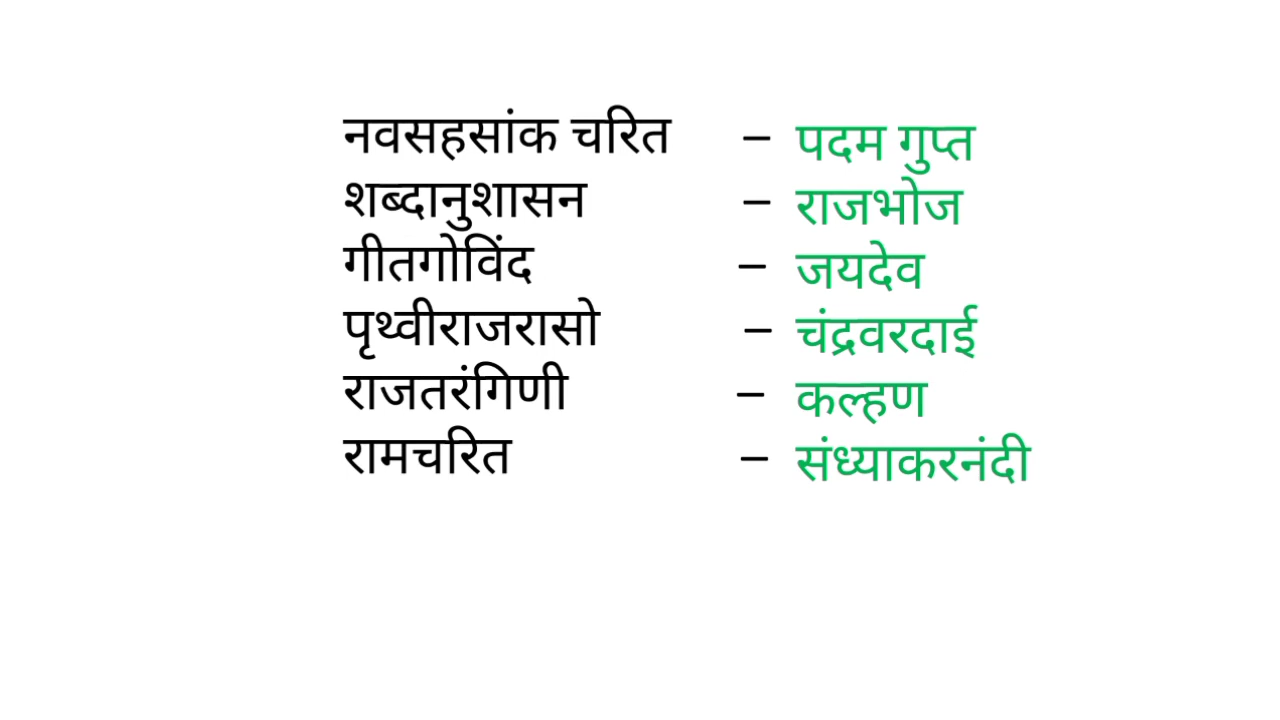 नवसहसांक चरित – पदम गुप्त
शब्दानुशासन – राजभोज
गीतगोविंद – जयदेव
पृथ्वीराजरासो – चंद्रवरदाई
राजतरंगिणी – कल्हण
रामचरित – संध्याकरनंदी